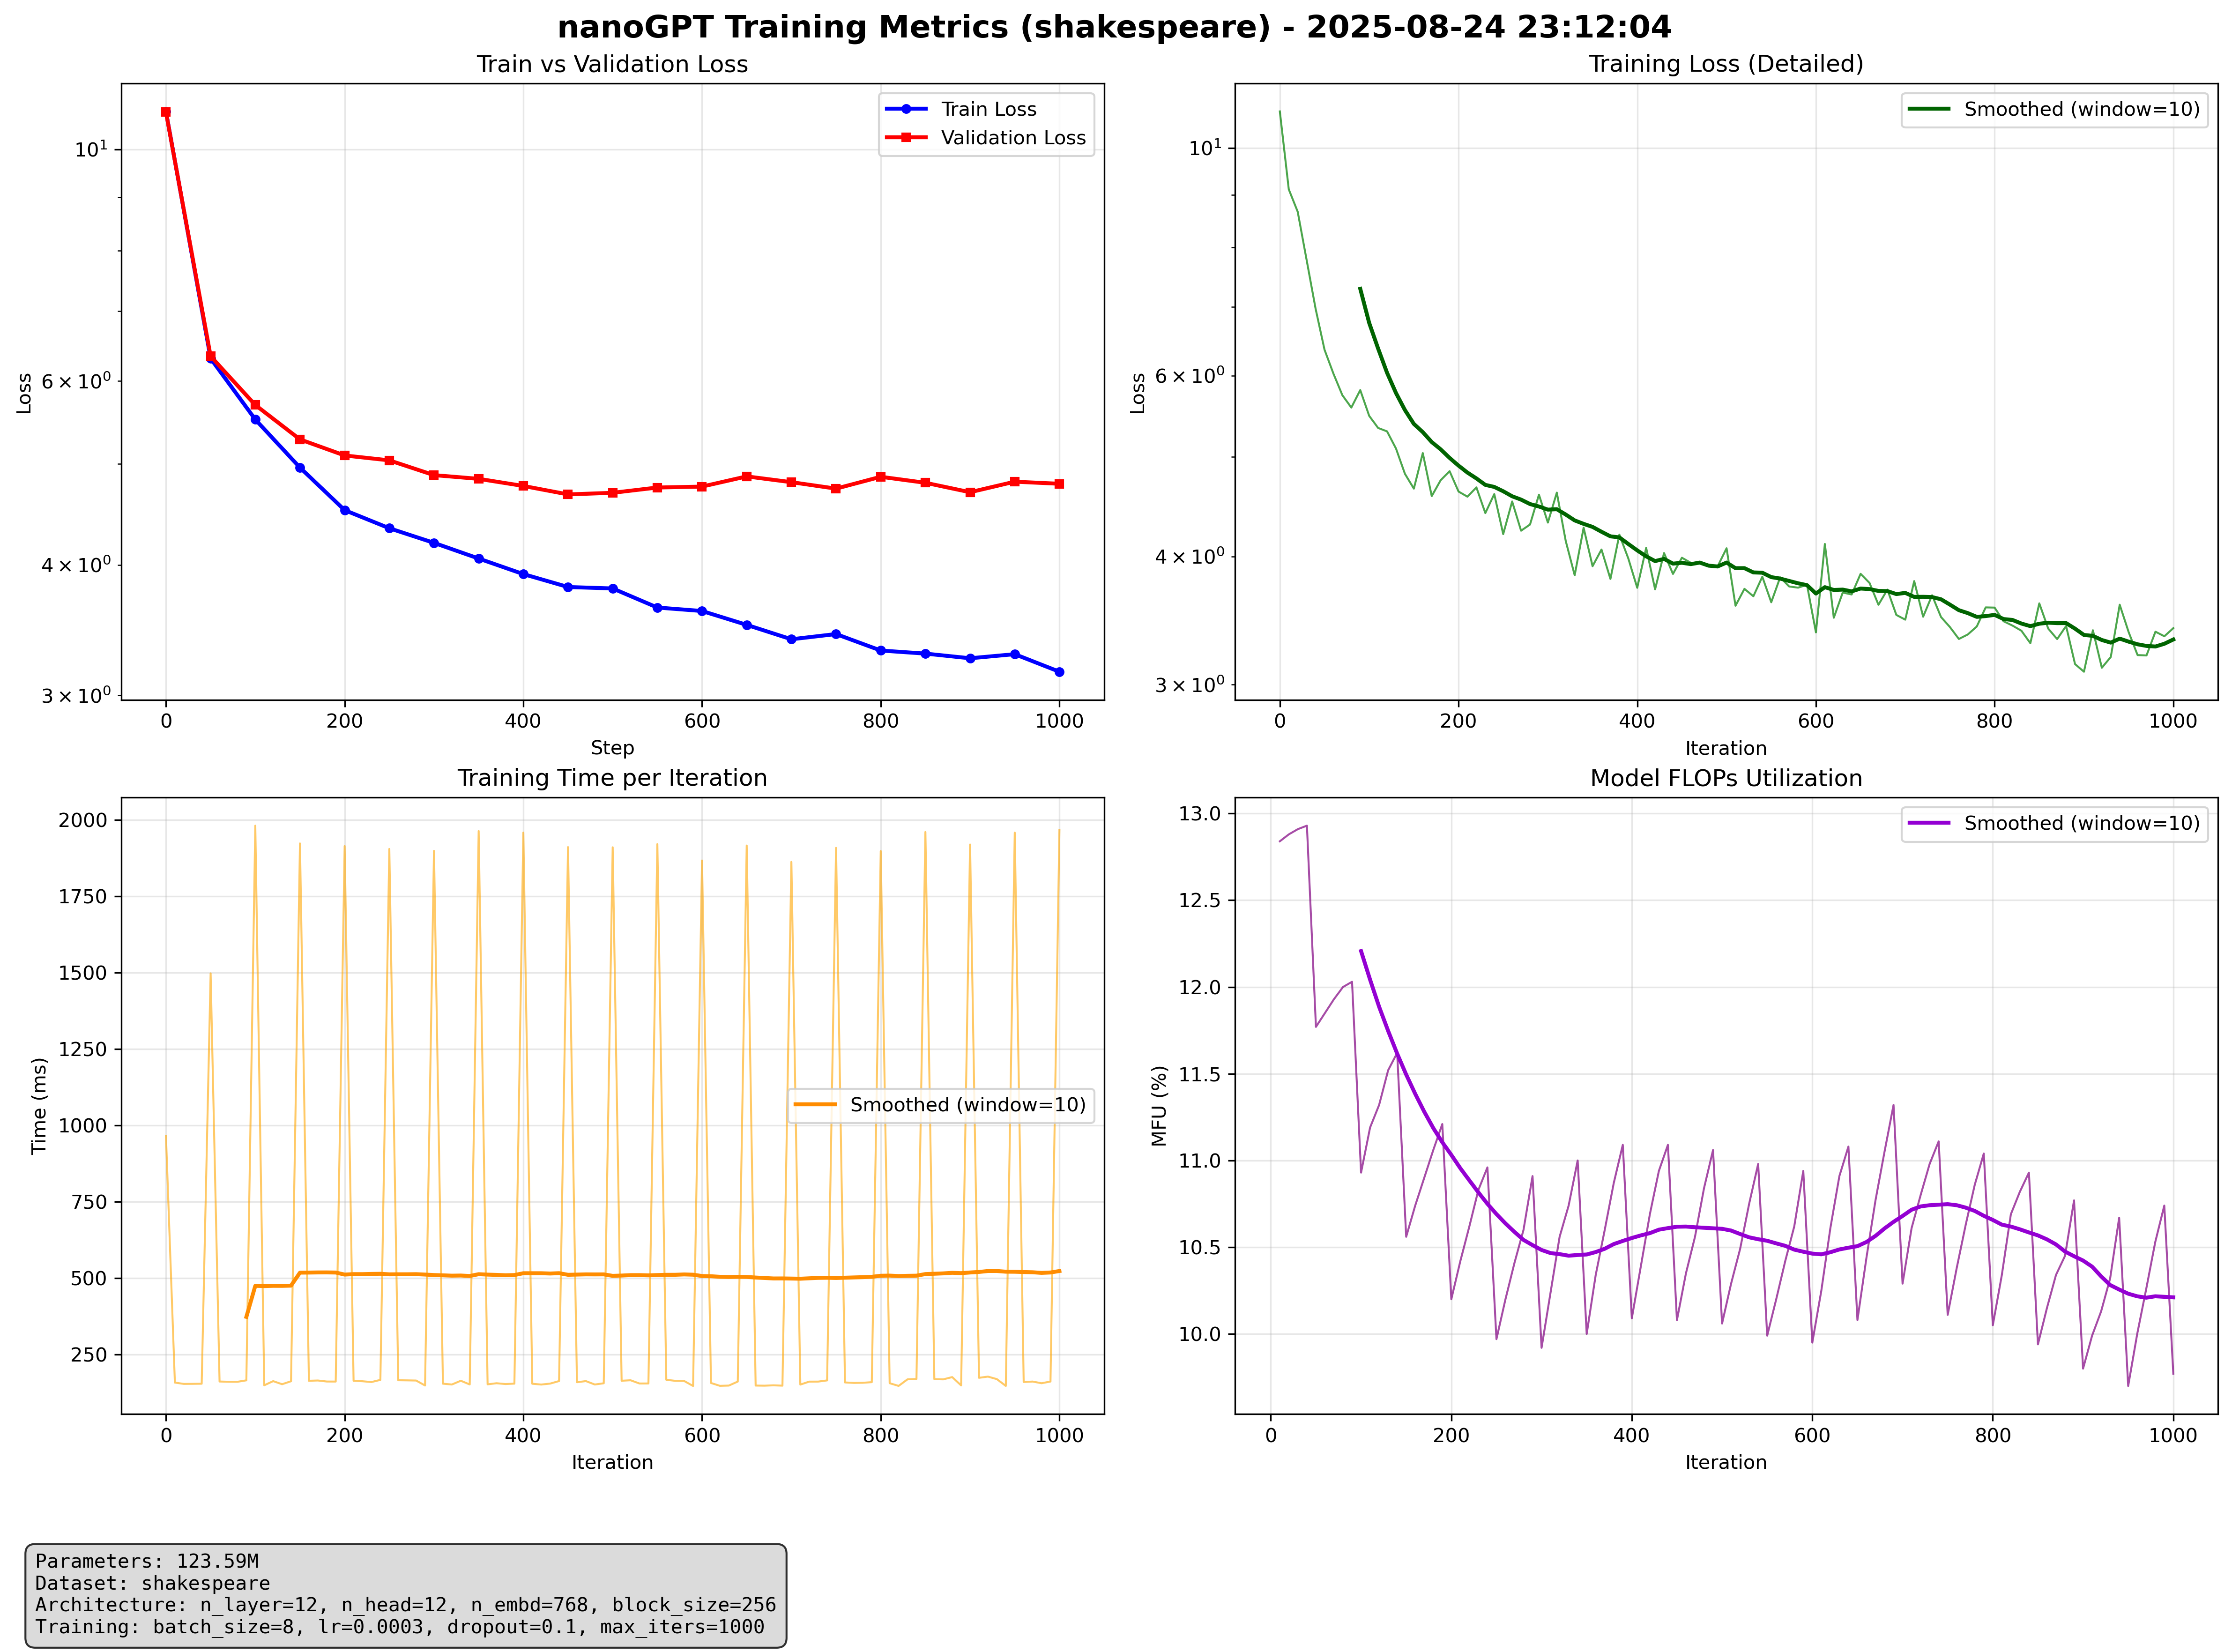 nanoGPT Training Metrics (shakespeare) - 2025-08-24 23:12:04
Train vs Validation Loss
Train Loss
Validation Loss
10¹
6 × 10⁰
4 × 10⁰
3 × 10⁰
Loss
0 200 400 600 800 1000
Step
Training Loss (Detailed)
Smoothed (window=10)
10¹
6 × 10⁰
4 × 10⁰
3 × 10⁰
Loss
0 200 400 600 800 1000
Iteration
Training Time per Iteration
Smoothed (window=10)
2000
1750
1500
1250
1000
750
500
250
Time (ms)
0 200 400 600 800 1000
Iteration
Model FLOPs Utilization
Smoothed (window=10)
13.0
12.5
12.0
11.5
11.0
10.5
10.0
MFU (%)
0 200 400 600 800 1000
Iteration
Parameters: 123.59M
Dataset: shakespeare
Architecture: n_layer=12, n_head=12, n_embd=768, block_size=256
Training: batch_size=8, lr=0.0003, dropout=0.1, max_iters=1000